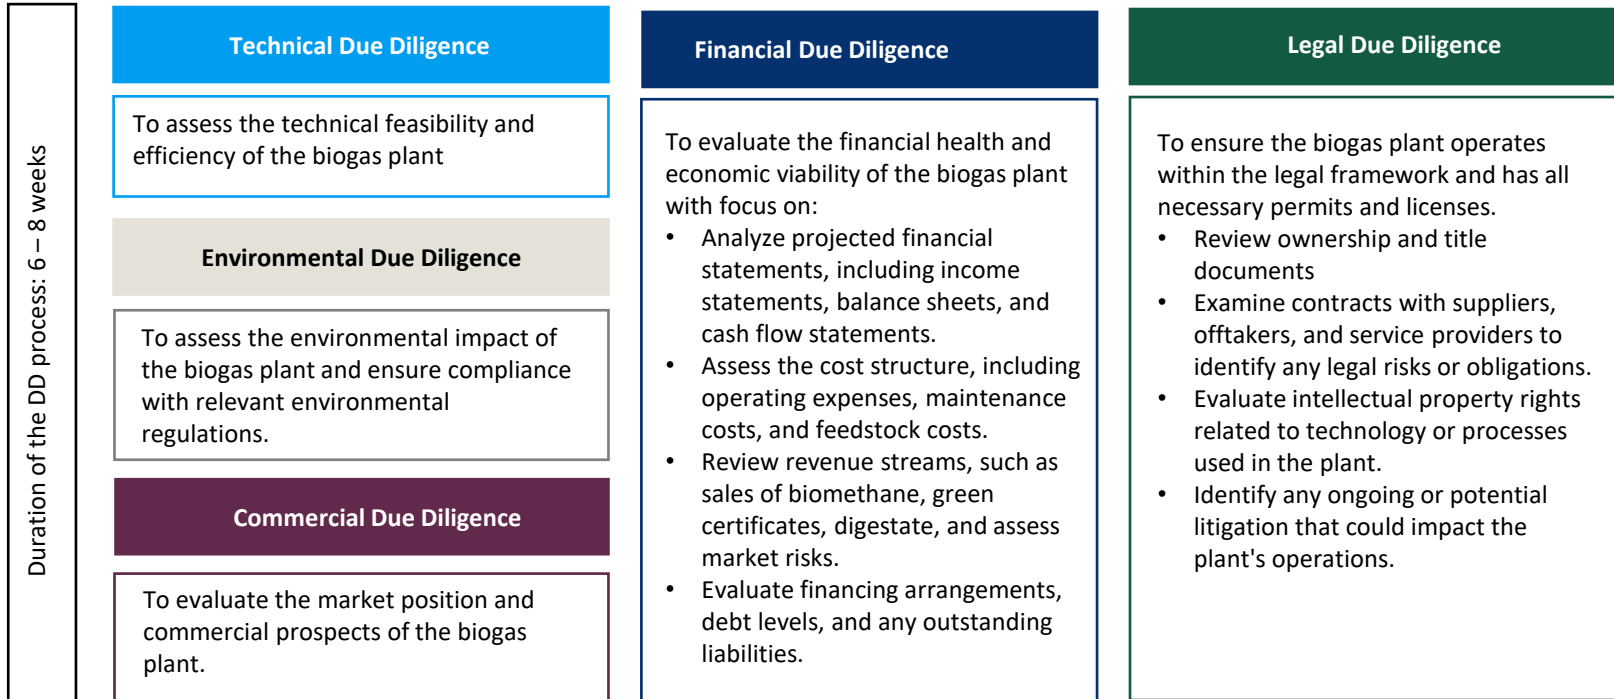 Duration of the DD process: 6 – 8 weeks
Technical Due Diligence
To assess the technical feasibility and
efficiency of the biogas plant
Environmental Due Diligence
To assess the environmental impact of
the biogas plant and ensure compliance
with relevant environmental
regulations.
Commercial Due Diligence
To evaluate the market position and
commercial prospects of the biogas
plant.
Financial Due Diligence
To evaluate the financial health and
economic viability of the biogas plant
with focus on:
• Analyze projected financial
statements, including income
statements, balance sheets, and
cash flow statements.
• Assess the cost structure, including
operating expenses, maintenance
costs, and feedstock costs.
• Review revenue streams, such as
sales of biomethane, green
certificates, digestate, and assess
market risks.
• Evaluate financing arrangements,
debt levels, and any outstanding
liabilities.
Legal Due Diligence
To ensure the biogas plant operates
within the legal framework and has all
necessary permits and licenses.
• Review ownership and title
documents
• Examine contracts with suppliers,
offtakers, and service providers to
identify any legal risks or obligations.
• Evaluate intellectual property rights
related to technology or processes
used in the plant.
• Identify any ongoing or potential
litigation that could impact the
plant's operations.